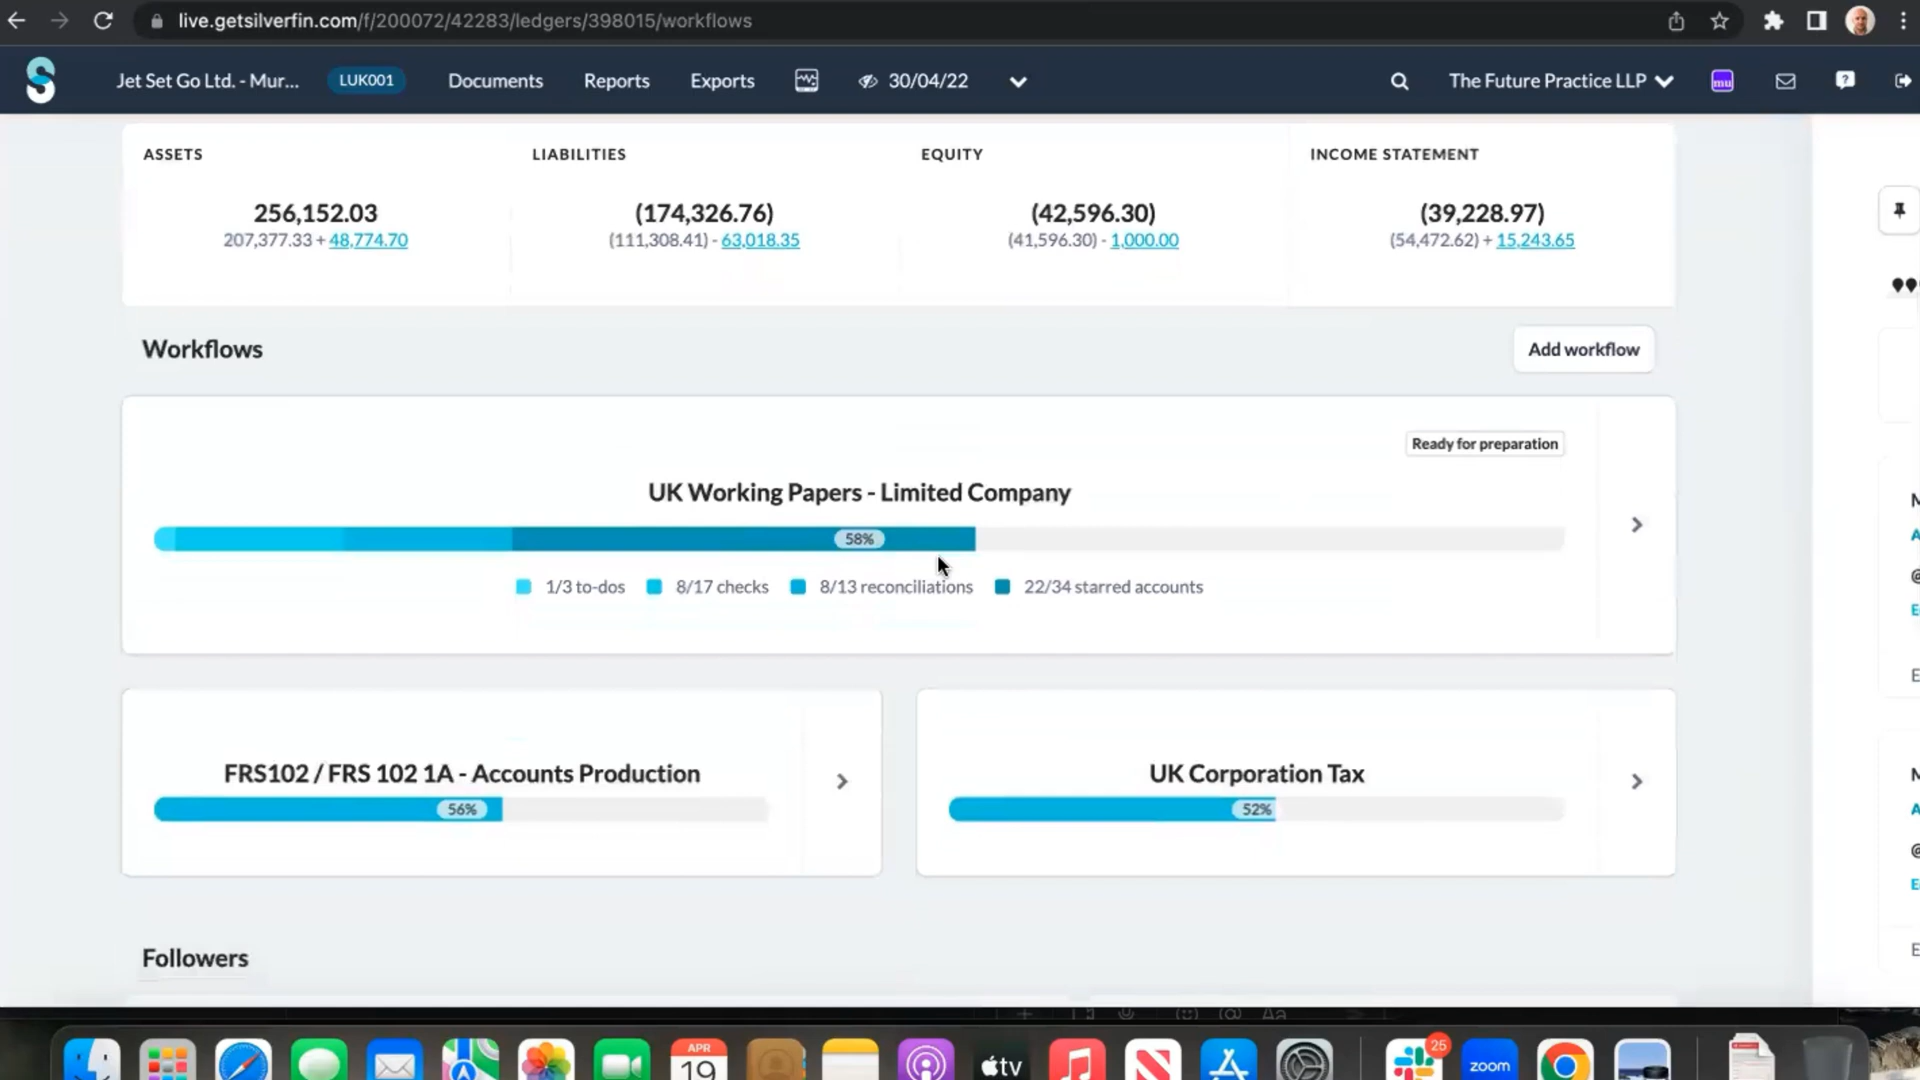 live.getsilverfin.com/f/200072/42283/ledgers/398015/workflows
Jet Set Go Ltd. - Mur... LUK001 Documents Reports Exports 30/04/22 The Future Practice LLP mu
ASSETS LIABILITIES EQUITY INCOME STATEMENT
256,152.03 (174,326.76) (42,596.30) (39,228.97)
207,377.33 + 48,774.70 (111,308.41) - 63,018.35 (41,596.30) - 1,000.00 (54,472.62) + 15,243.65
Workflows Add workflow
Ready for preparation
UK Working Papers - Limited Company
58%
1/3 to-dos 8/17 checks 8/13 reconciliations 22/34 starred accounts
FRS102 / FRS 102 1A - Accounts Production UK Corporation Tax
56% 52%
Followers
Aa
25
APR
19 tv zoom